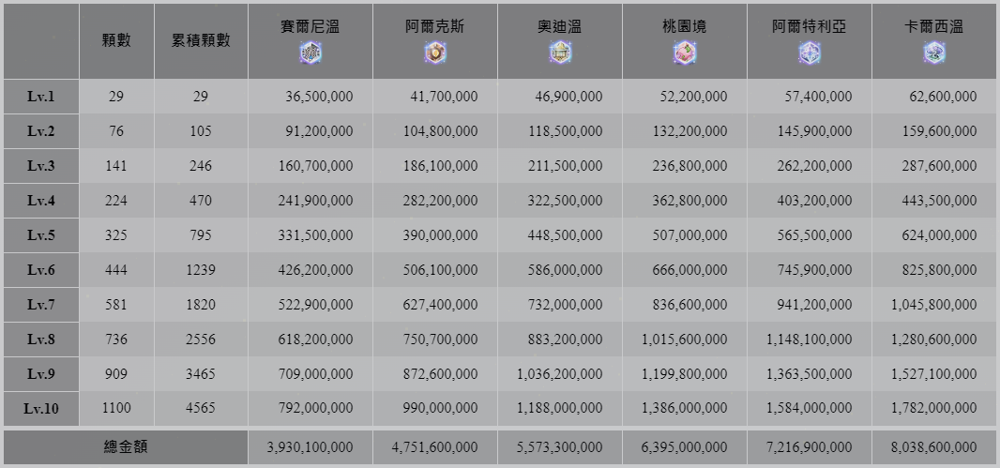 顆數 累積顆數 賽爾尼溫 阿爾克斯 奧迪溫 桃園境 阿爾特利亞 卡爾西溫
Lv.1 29 29 36,500,000 41,700,000 46,900,000 52,200,000 57,400,000 62,600,000
Lv.2 76 105 91,200,000 104,800,000 118,500,000 132,200,000 145,900,000 159,600,000
Lv.3 141 246 160,700,000 186,100,000 211,500,000 236,800,000 262,200,000 287,600,000
Lv.4 224 470 241,900,000 282,200,000 322,500,000 362,800,000 403,200,000 443,500,000
Lv.5 325 795 331,500,000 390,000,000 448,500,000 507,000,000 565,500,000 624,000,000
Lv.6 444 1239 426,200,000 506,100,000 586,000,000 666,000,000 745,900,000 825,800,000
Lv.7 581 1820 522,900,000 627,400,000 732,000,000 836,600,000 941,200,000 1,045,800,000
Lv.8 736 2556 618,200,000 750,700,000 883,200,000 1,015,600,000 1,148,100,000 1,280,600,000
Lv.9 909 3465 709,000,000 872,600,000 1,036,200,000 1,199,800,000 1,363,500,000 1,527,100,000
Lv.10 1100 4565 792,000,000 990,000,000 1,188,000,000 1,386,000,000 1,584,000,000 1,782,000,000
總金額 3,930,100,000 4,751,600,000 5,573,300,000 6,395,000,000 7,216,900,000 8,038,600,000